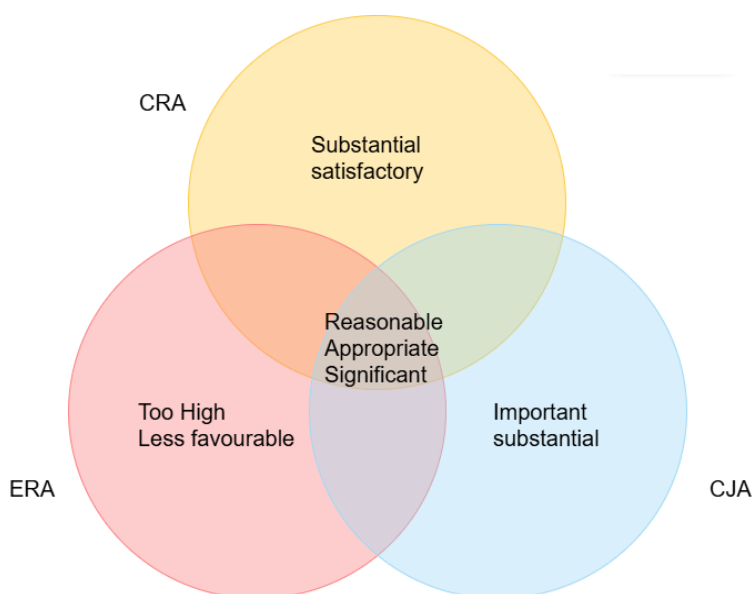 CRA
Substantial
satisfactory
Reasonable
Appropriate
Significant
Too High
Less favourable
Important
substantial
ERA
CJA